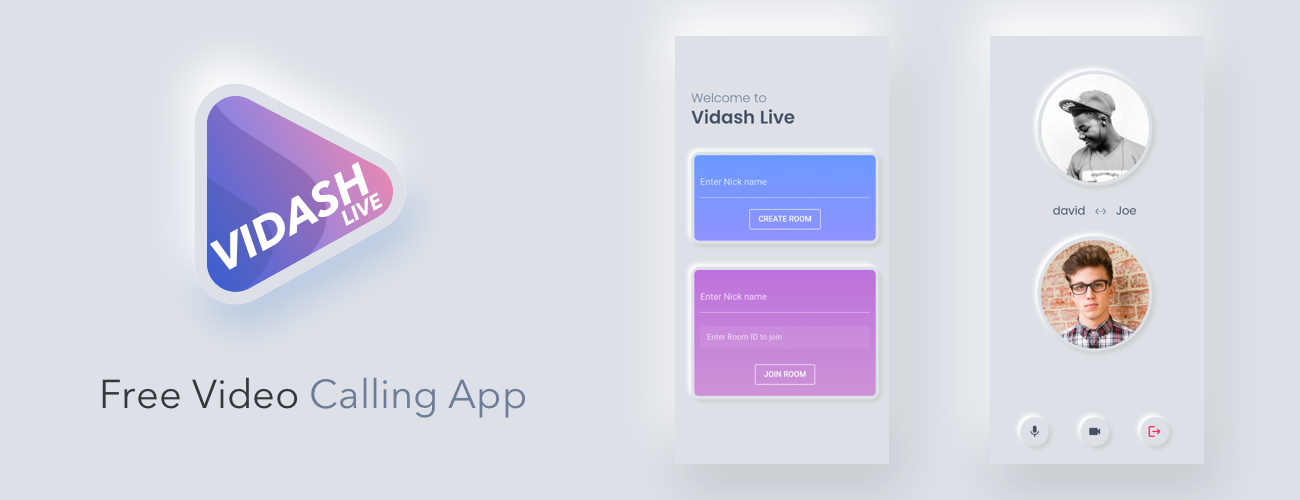 VIDASH
LIVE
Free Video Calling App
Welcome to
Vidash Live
Enter Nick name
CREATE ROOM
Enter Nick name
Enter Room ID to join
JOIN ROOM
david <··> Joe